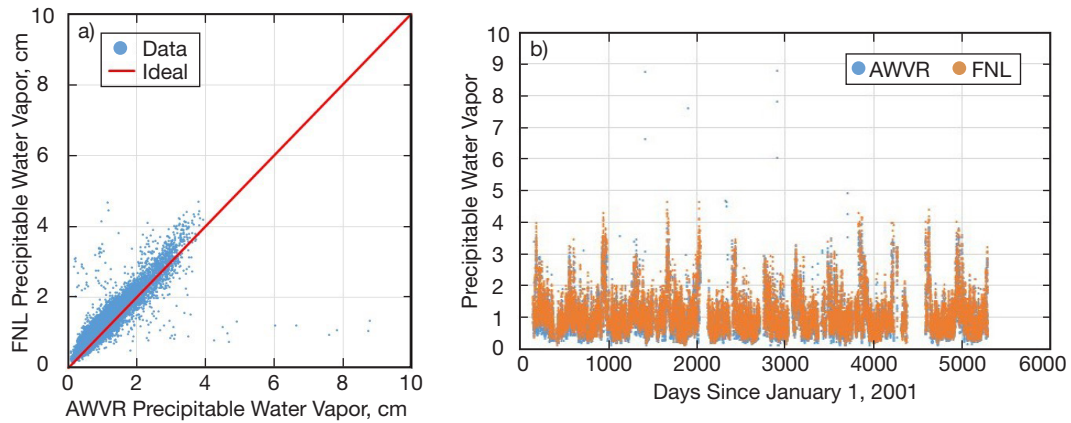 a)
Data
Ideal
FNL Precipitable Water Vapor, cm
10
8
6
4
2
0
0 2 4 6 8 10
AWVR Precipitable Water Vapor, cm
b)
AWVR FNL
Precipitable Water Vapor
10
9
8
7
6
5
4
3
2
1
0
0 1000 2000 3000 4000 5000 6000
Days Since January 1, 2001